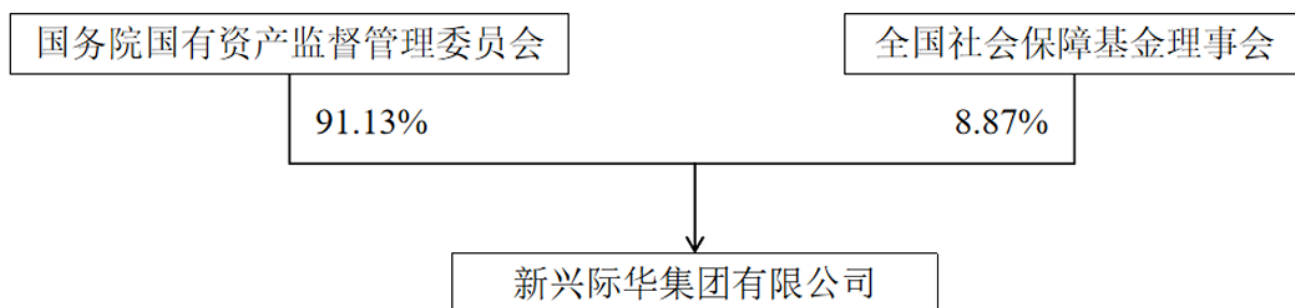 国务院国有资产监督管理委员会
全国社会保障基金理事会
91.13%
8.87%
新兴际华集团有限公司